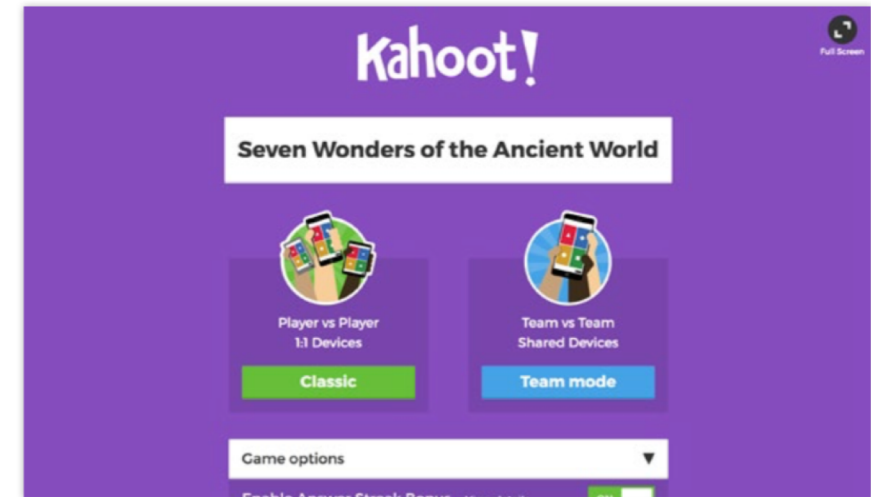 Kahoot!
Full Screen
Seven Wonders of the Ancient World
Player vs Player
1:1 Devices
Classic
Team vs Team
Shared Devices
Team mode
Game options
Enable Answer Streak Bonus